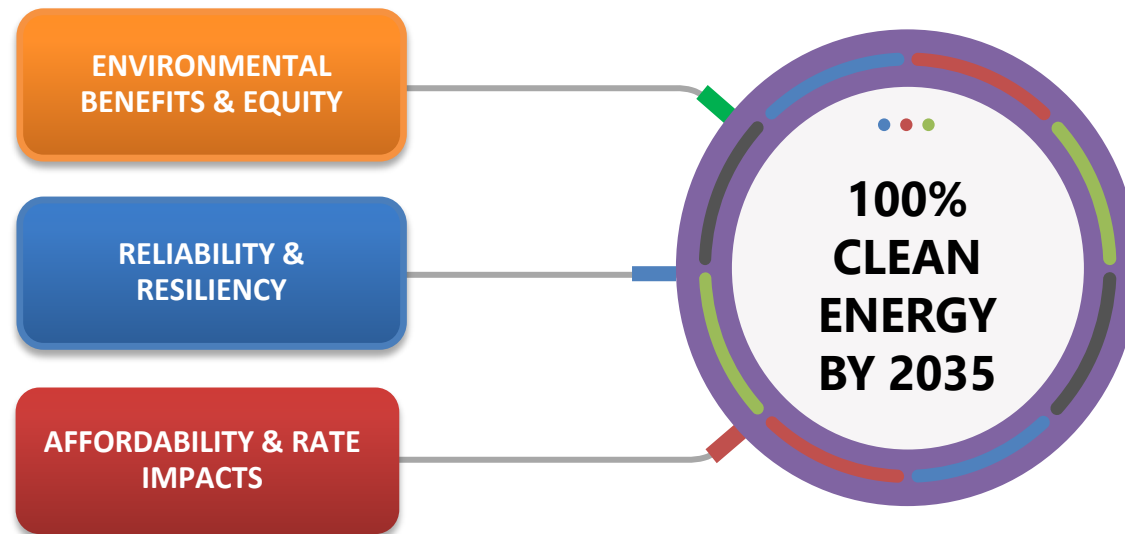 ENVIRONMENTAL
BENEFITS & EQUITY
RELIABILITY &
RESILIENCY
AFFORDABILITY & RATE
IMPACTS
100%
CLEAN
ENERGY
BY 2035